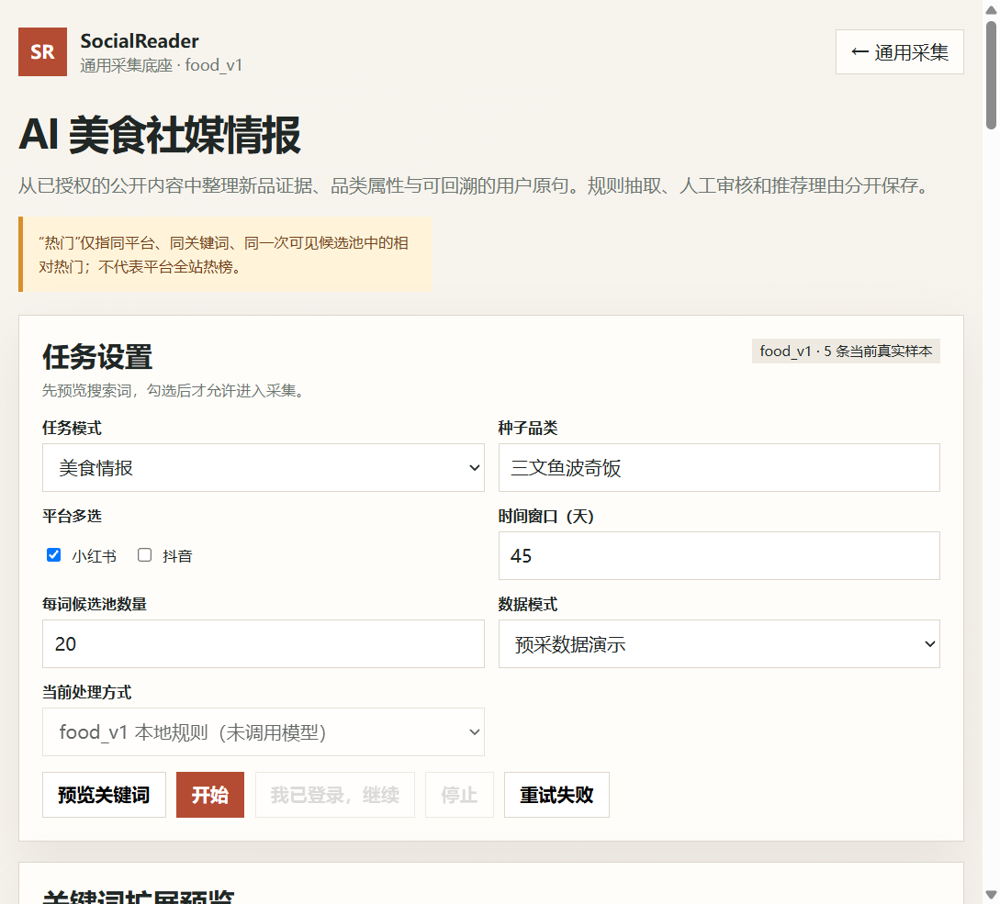 SR
SocialReader
通用采集底座 · food_v1
← 通用采集
AI 美食社媒情报
从已授权的公开内容中整理新品证据、品类属性与可回溯的用户原句。规则抽取、人工审核和推荐理由分开保存。
“热门”仅指同平台、同关键词、同一次可见候选池中的相
对热门；不代表平台全站热榜。
任务设置
food_v1 · 5 条当前真实样本
先预览搜索词，勾选后才允许进入采集。
任务模式
种子品类
美食情报
三文鱼波奇饭
平台多选
时间窗口（天）
小红书
抖音
45
每词候选池数量
数据模式
20
预采数据演示
当前处理方式
food_v1 本地规则（未调用模型）
预览关键词
开始
我已登录，继续
停止
重试失败
关键词扩展预览